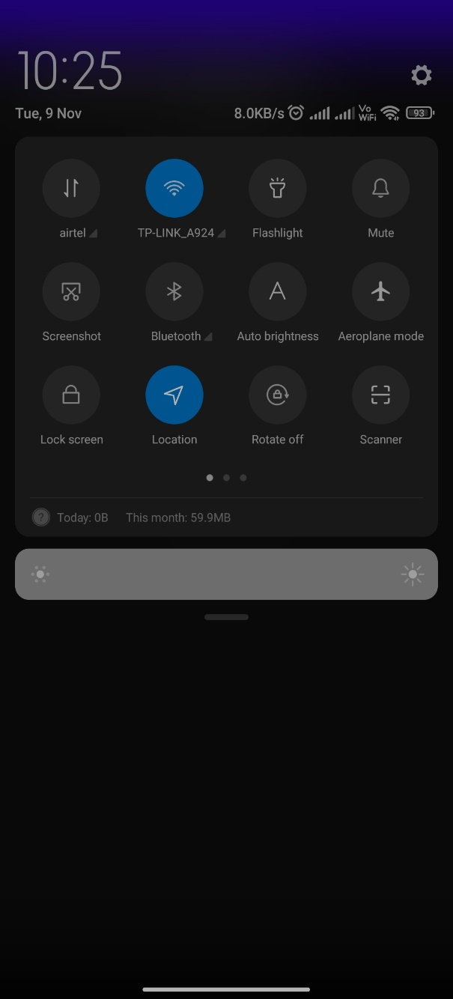 10:25
Tue, 9 Nov 8.0KB/s Vo WiFi 93
airtel TP-LINK_A924 Flashlight Mute
A
Screenshot Bluetooth Auto brightness Aeroplane mode
Lock screen Location Rotate off Scanner
? Today: 0B This month: 59.9MB